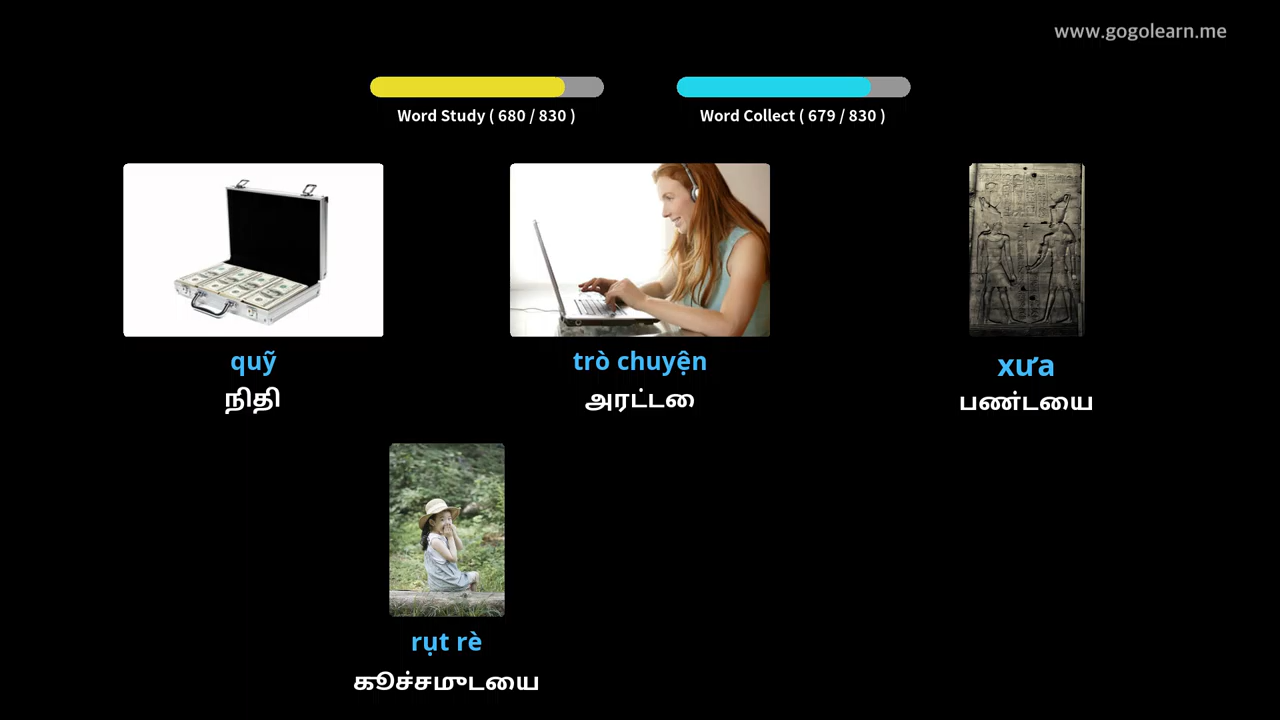 www.gogolearn.me
Word Study ( 680 / 830 )
Word Collect ( 679 / 830 )
quỹ
நிதி
trò chuyện
அரட்டை
xưa
பண்டைய
rụt rè
கூச்சமுடைய